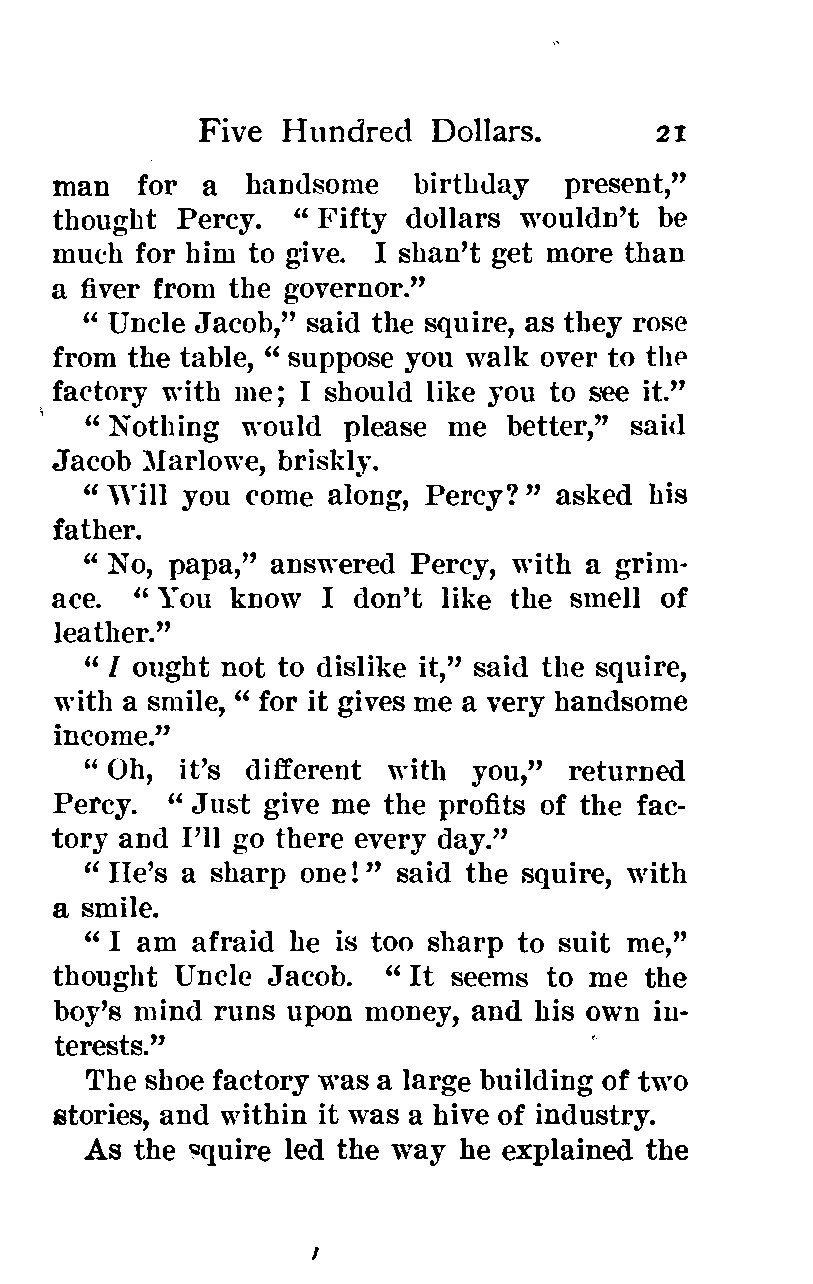 Five Hundred Dollars. 21
man for a handsome birthday present,”
thought Percy. “ Fifty dollars wouldn’t be
much for him to give. I shan’t get more than
a fiver from the governor.”
“ Uncle Jacob,” said the squire, as they rose
from the table, “ suppose you walk over to the
factory with me; I should like you to see it.”
“ Nothing would please me better,” said
Jacob Marlowe, briskly.
“ Will you come along, Percy? ” asked his
father.
“ No, papa,” answered Percy, with a grim-
ace. “ You know I don’t like the smell of
leather.”
“ I ought not to dislike it,” said the squire,
with a smile, “ for it gives me a very handsome
income.”
“ Oh, it’s different with you,” returned
Percy. “ Just give me the profits of the fac-
tory and I’ll go there every day.”
“ He’s a sharp one! ” said the squire, with
a smile.
“ I am afraid he is too sharp to suit me,”
thought Uncle Jacob. “ It seems to me the
boy’s mind runs upon money, and his own in-
terests.”
The shoe factory was a large building of two
stories, and within it was a hive of industry.
As the squire led the way he explained the